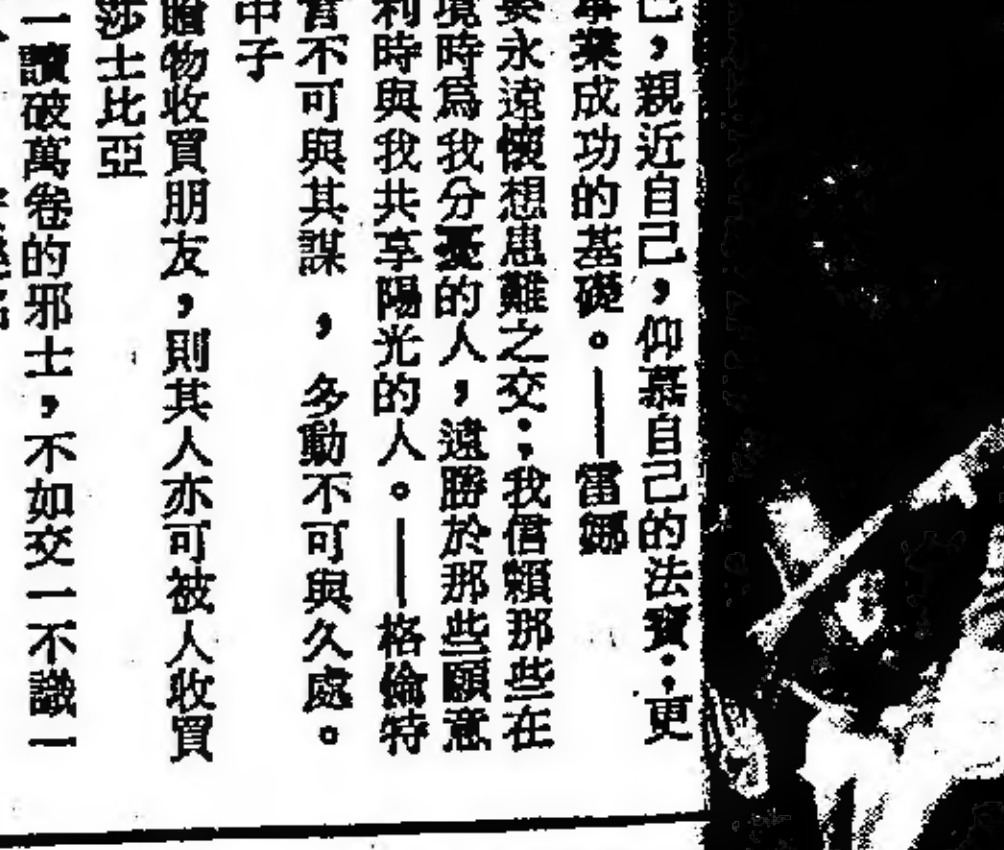 己，親近自己，仰慕自己的法寶；更
事業成功的基礎。——雷娜
要永遠懷想患難之交；我信賴那些在
境時為我分憂的人，遠勝於那些願意
利時與我共享陽光的人。——格倫特
言不可與其謀，多動不可與久處。
中子
贈物收買朋友，則其人亦可被人收買
莎士比亞
一讀破萬卷的邪士，不如交一不識一